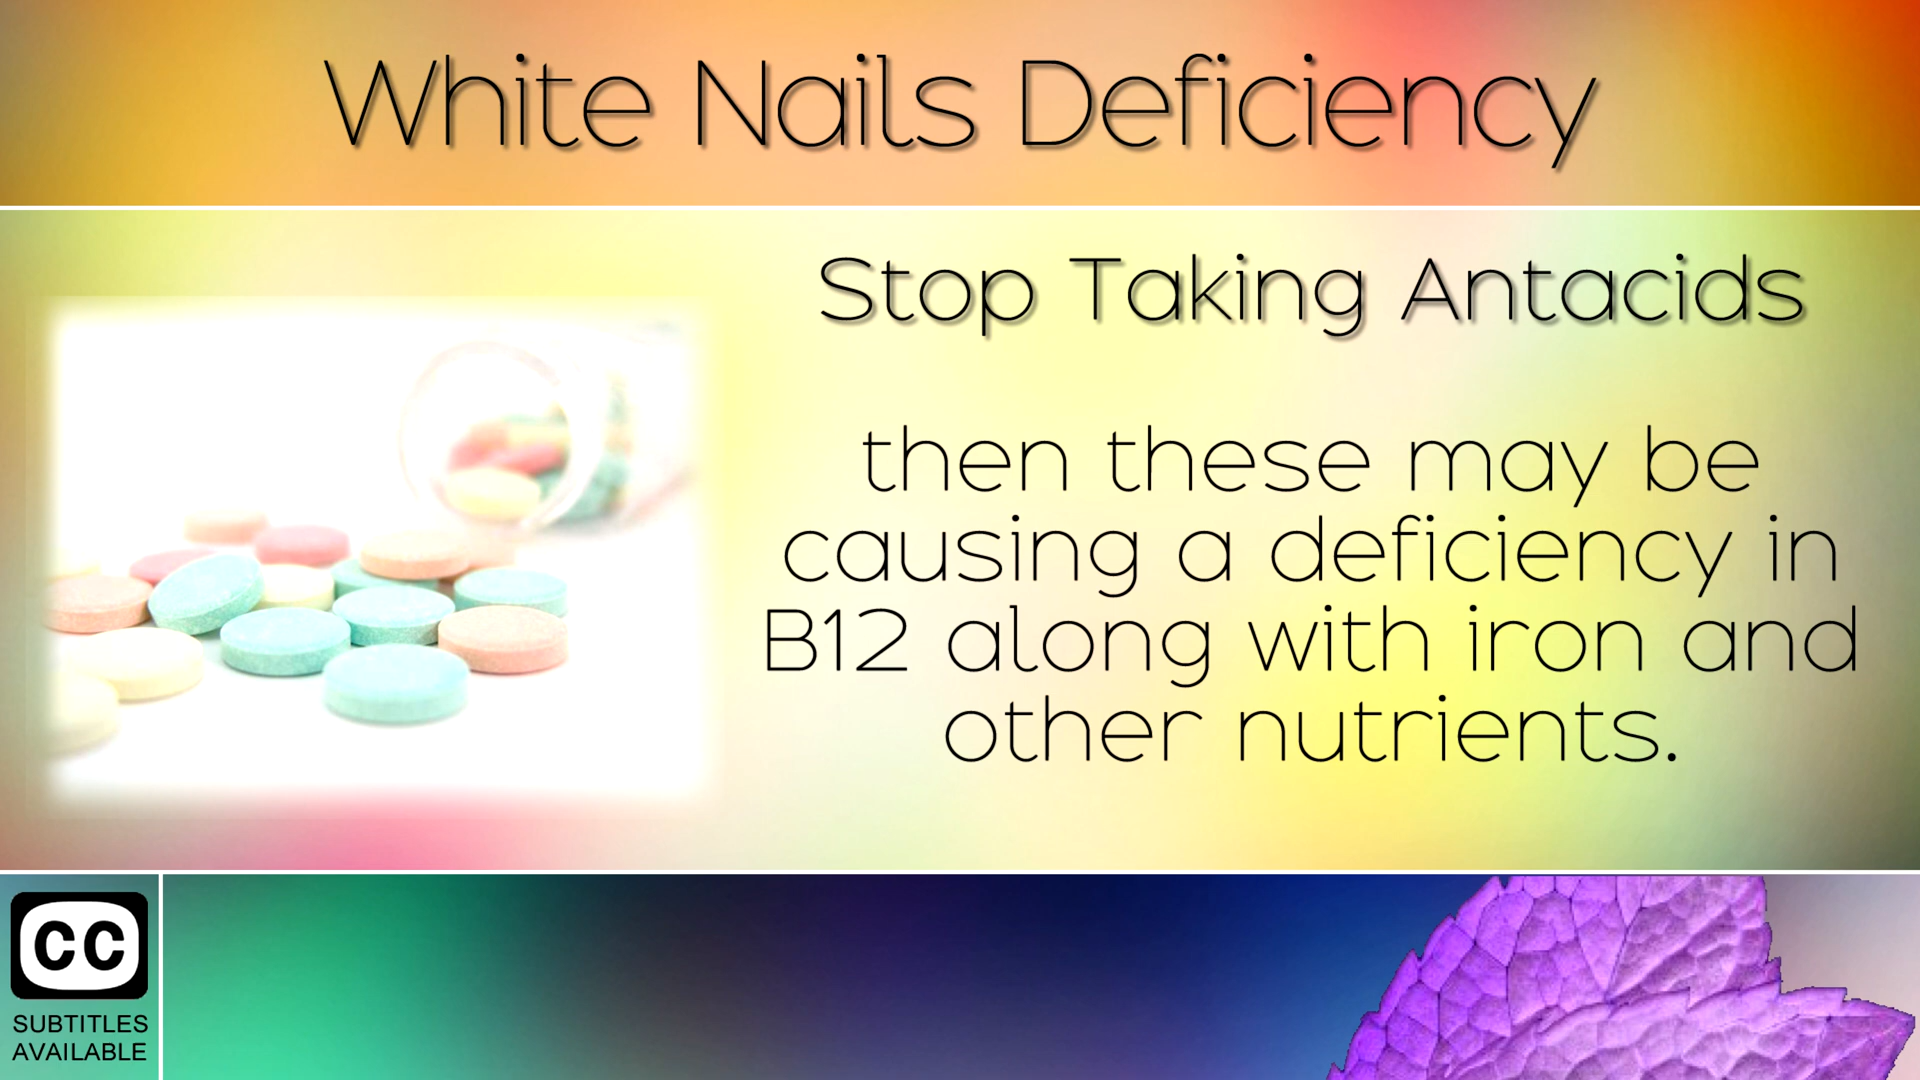 White Nails Deficiency
Stop Taking Antacids
then these may be
causing a deficiency in
B12 along with iron and
other nutrients.
CC
SUBTITLES
AVAILABLE